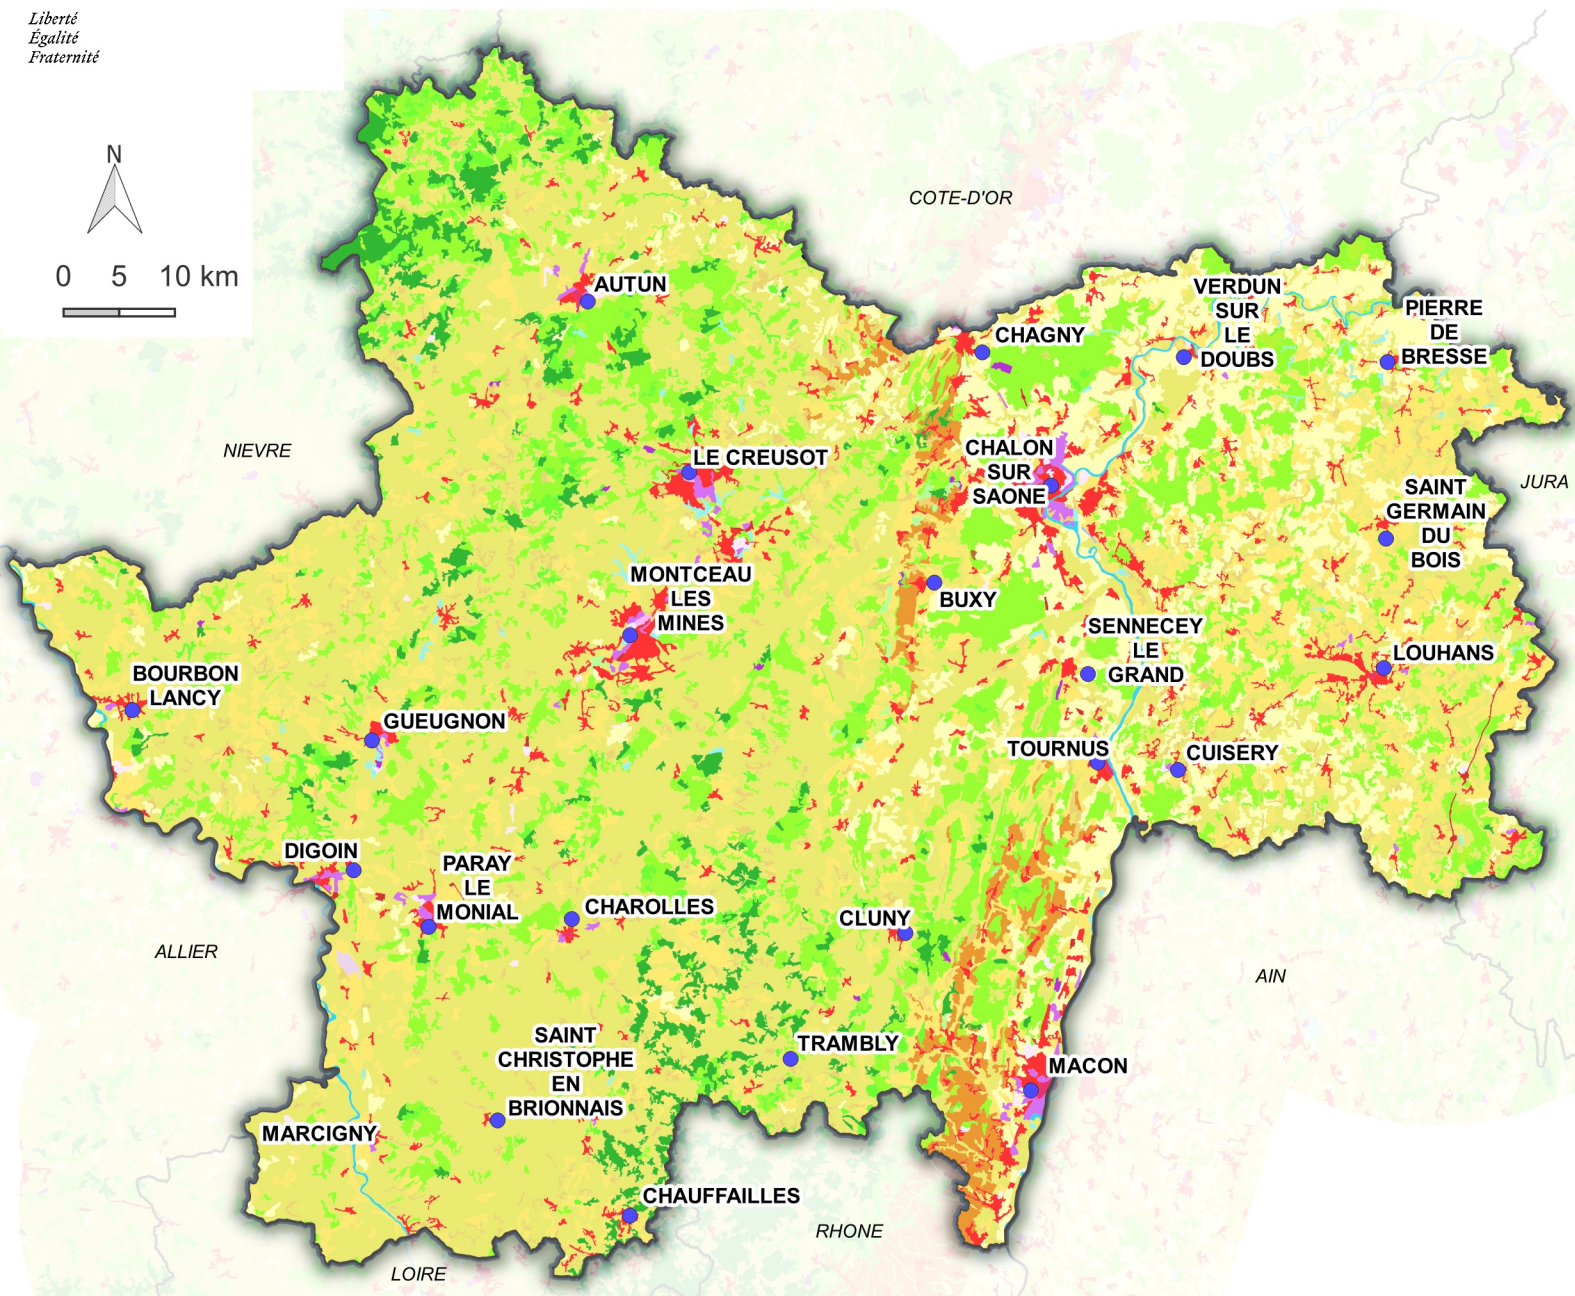 Liberté
Égalité
Fraternité
N
0 5 10 km
COTE-D'OR
AUTUN
VERDUN
SUR
LE
DOUBS
PIERRE
DE
BRESSE
CHAGNY
NIEVRE
LE CREUSOT
CHALON
SUR
SAONE
JURA
SAINT
GERMAIN
DU
BOIS
MONTCEAU
LES
MINES
BUXY
SENNECEY
LE
GRAND
LOUHANS
BOURBON
LANCY
GUEUGNON
TOURNUS
CUISERY
DIGOIN
PARAY
LE
MONIAL
CHAROLLES
CLUNY
ALLIER
AIN
SAINT
CHRISTOPHE
EN
BRIONNAIS
TRAMBLY
MACON
MARCIGNY
CHAUFFAILLES
RHONE
LOIRE